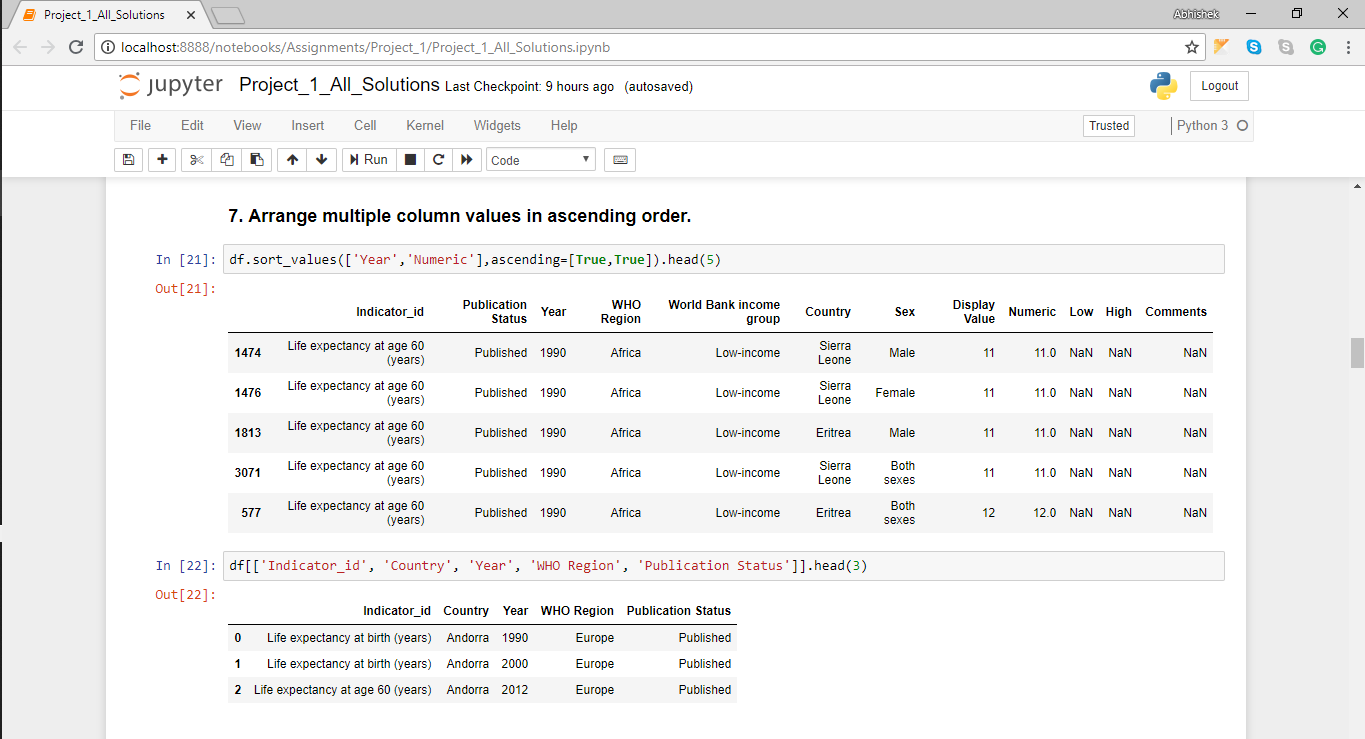 Project_1_All_Solutions
Abhishek
localhost:8888/notebooks/Assignments/Project_1/Project_1_All_Solutions.ipynb
jupyter Project_1_All_Solutions Last Checkpoint: 9 hours ago (autosaved)
Logout
File Edit View Insert Cell Kernel Widgets Help
Trusted
Python 3
Run
Code
7. Arrange multiple column values in ascending order.
In [21]: df.sort_values(['Year','Numeric'],ascending=[True,True]).head(5)
Out[21]:
Indicator_id Publication Status Year WHO Region World Bank income group Country Sex Display Value Numeric Low High Comments
1474 Life expectancy at age 60 (years) Published 1990 Africa Low-income Sierra Leone Male 11 11.0 NaN NaN NaN
1476 Life expectancy at age 60 (years) Published 1990 Africa Low-income Sierra Leone Female 11 11.0 NaN NaN NaN
1813 Life expectancy at age 60 (years) Published 1990 Africa Low-income Eritrea Male 11 11.0 NaN NaN NaN
3071 Life expectancy at age 60 (years) Published 1990 Africa Low-income Sierra Leone Both sexes 11 11.0 NaN NaN NaN
577 Life expectancy at age 60 (years) Published 1990 Africa Low-income Eritrea Both sexes 12 12.0 NaN NaN NaN
In [22]: df[['Indicator_id', 'Country', 'Year', 'WHO Region', 'Publication Status']].head(3)
Out[22]:
Indicator_id Country Year WHO Region Publication Status
0 Life expectancy at birth (years) Andorra 1990 Europe Published
1 Life expectancy at birth (years) Andorra 2000 Europe Published
2 Life expectancy at age 60 (years) Andorra 2012 Europe Published